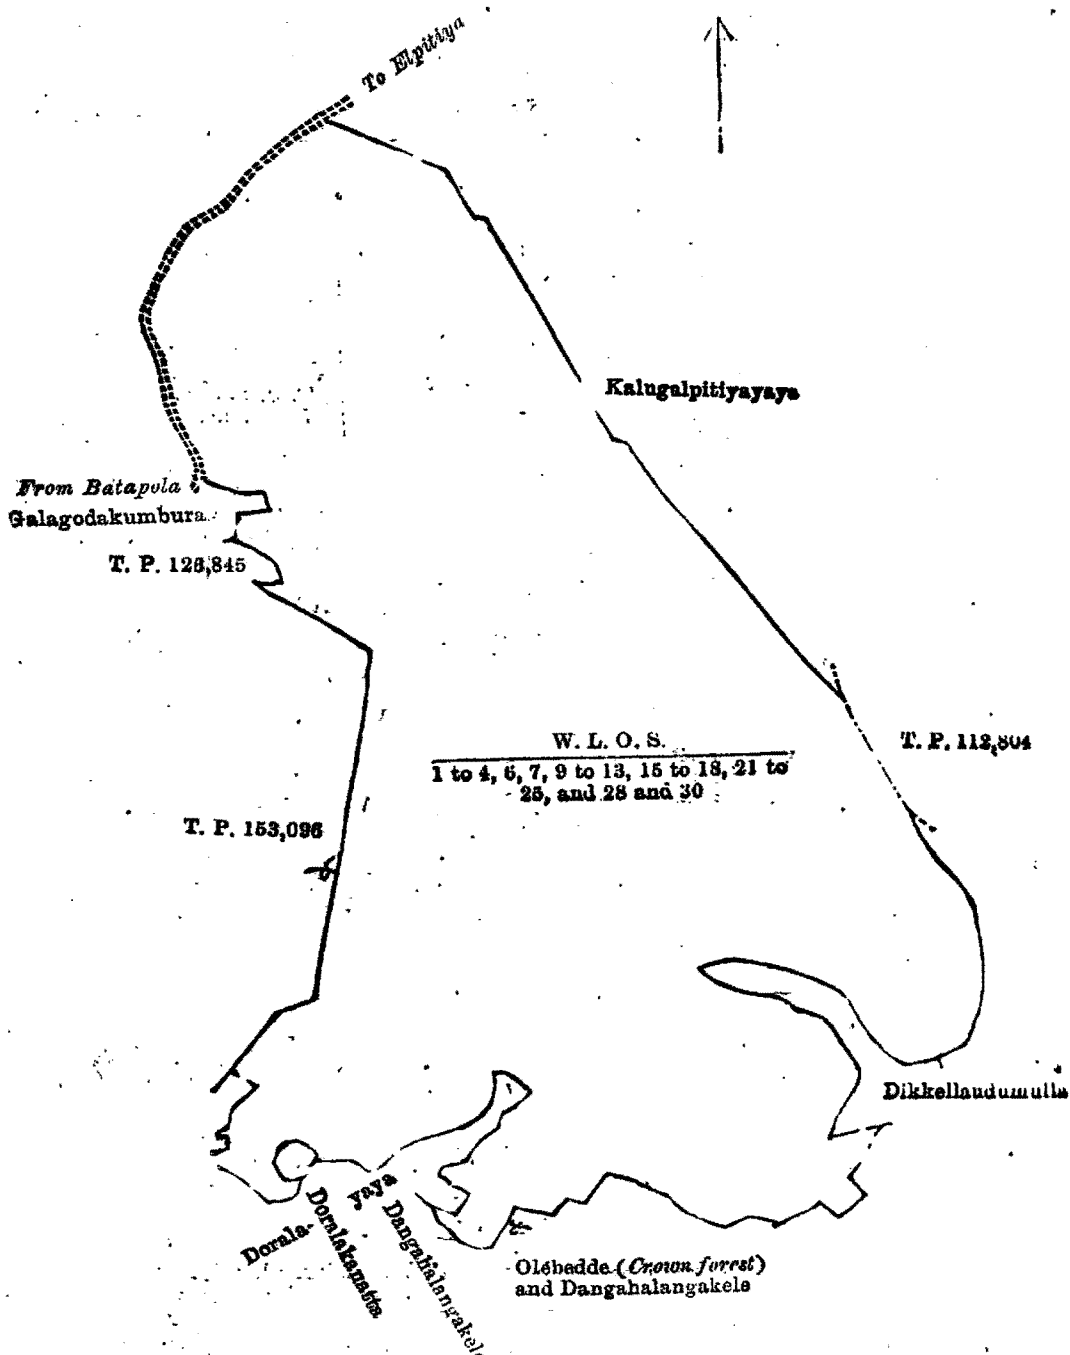 To Elpitiya
Kalugalpitiyayaya
From Batapola
Galagodakumbura
T. P. 126,845
W. L. O. S.
1 to 4, 6, 7, 9 to 13, 15 to 18, 21 to
25, and 28 and 30
T. P. 112,804
T. P. 153,096
Dikkellaudumulla
Dorala-
yaya
Doralakanatta
Dangahalangakele
Olebedde (Crown forest)
and Dangahalangakele